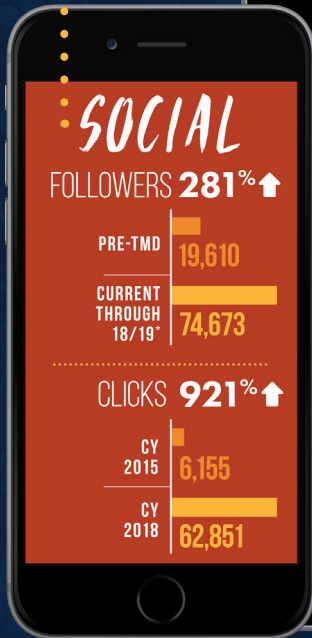 SOCIAL
FOLLOWERS 281%
PRE-TMD
19,610
CURRENT
THROUGH
18/19*
74,673
CLICKS 921%
CY
2015
6,155
CY
2018
62,851